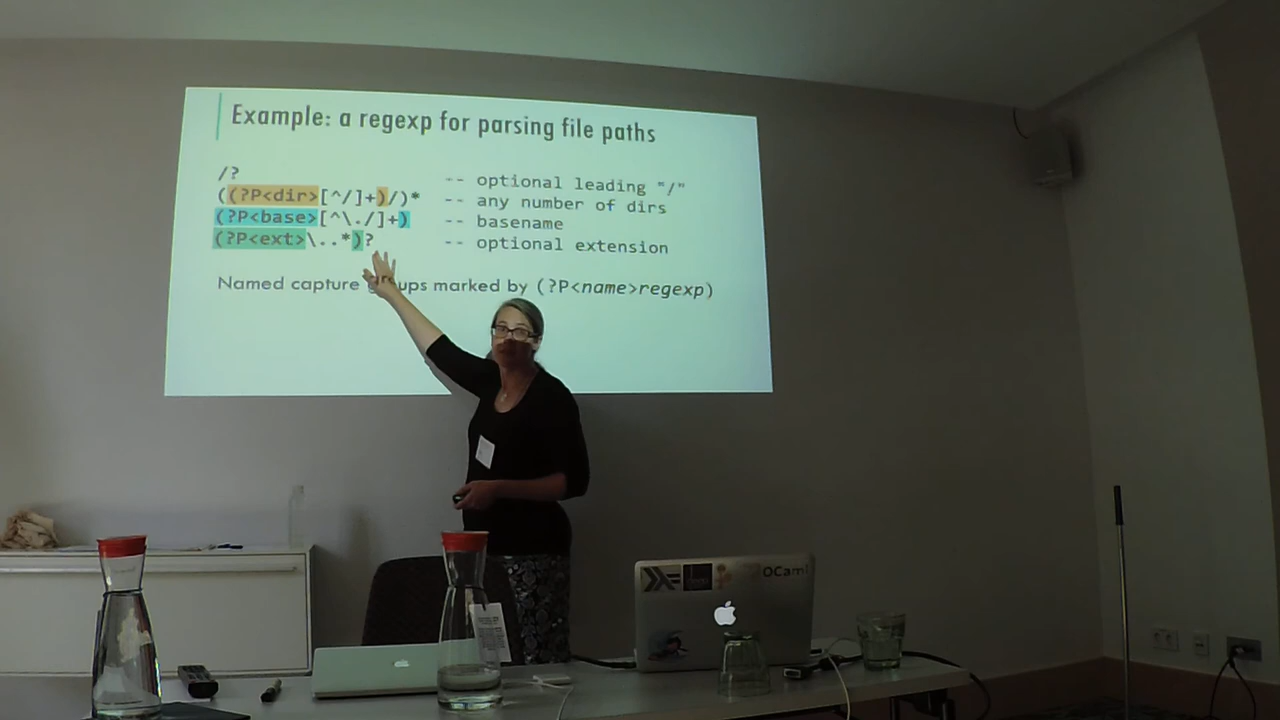 Example: a regexp for parsing file paths
/? -- optional leading "/"
((?P<dir>[^/]+)/)* -- any number of dirs
(?P<base>[^\./]+) -- basename
(?P<ext>\..*)? -- optional extension
Named capture groups marked by (?P<name>regexp)
OCaml